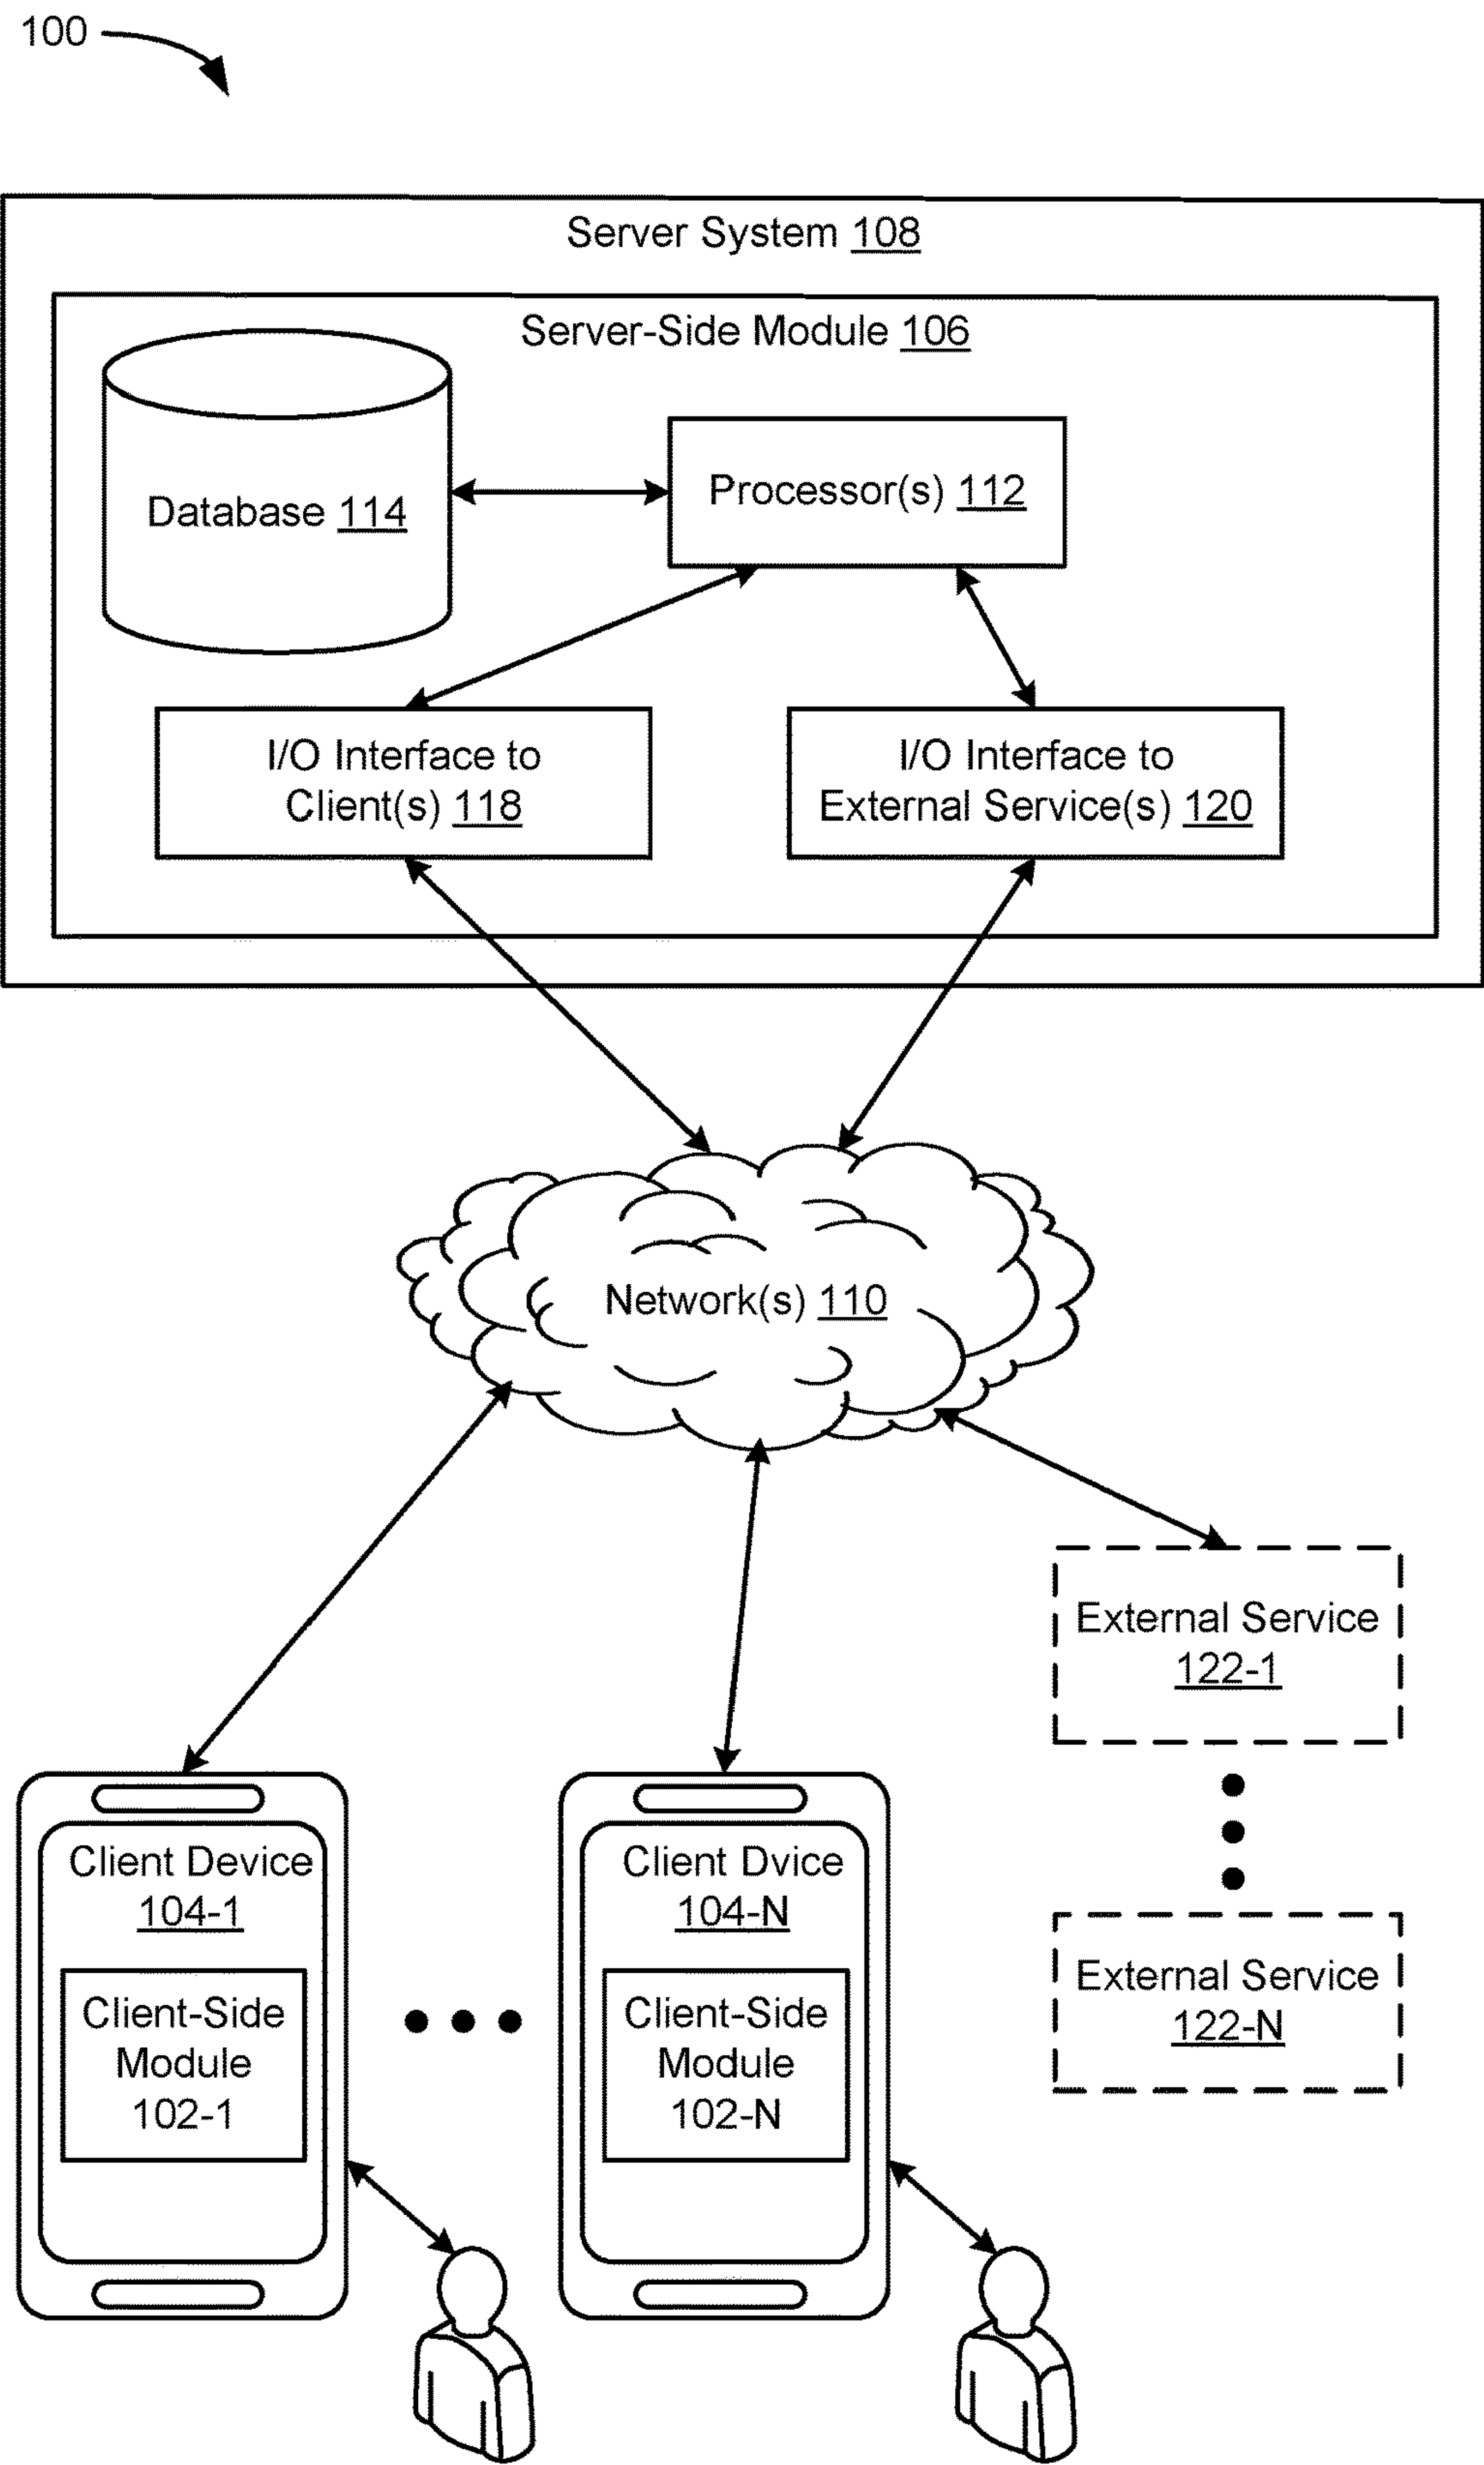 100
Server System 108
Server-Side Module 106
Database 114
Processor(s) 112
I/O Interface to
Client(s) 118
I/O Interface to
External Service(s) 120
Network(s) 110
External Service
122-1
Client Device
104-1
Client-Side
Module
102-1
Client Dvice
104-N
Client-Side
Module
102-N
External Service
122-N